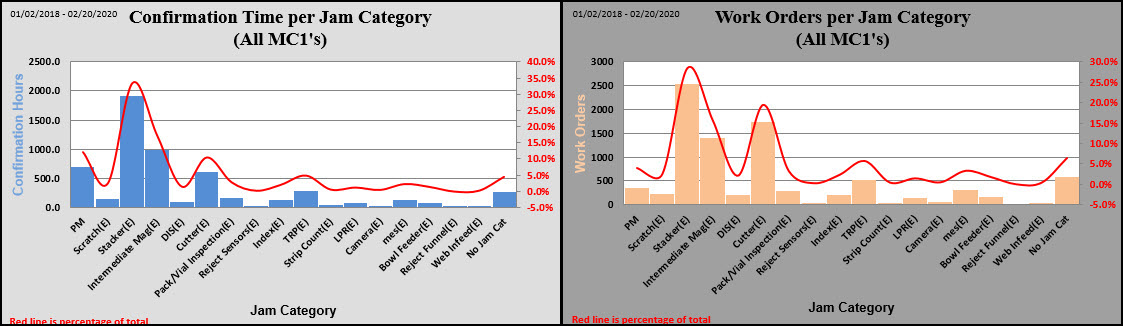 01/02/2018 - 02/20/2020
Confirmation Time per Jam Category
(All MC1's)
Confirmation Hours
2500.0
2000.0
1500.0
1000.0
500.0
0.0
40.0%
35.0%
30.0%
25.0%
20.0%
15.0%
10.0%
5.0%
0.0%
-5.0%
PM
Scratch(E)
Stacker(E)
Intermediate Mag(E)
DIS(E)
Cutter(E)
Pack/Vial Inspection(E)
Reject Sensors(E)
Index(E)
TRP(E)
Strip Count(E)
LPR(E)
Camera(E)
mes(E)
Bowl Feeder(E)
Reject Funnel(E)
Web Infeed(E)
No Jam Cat
Jam Category
Red line is percentage of total
01/02/2018 - 02/20/2020
Work Orders per Jam Category
(All MC1's)
Work Orders
3000
2500
2000
1500
1000
500
0
30.0%
25.0%
20.0%
15.0%
10.0%
5.0%
0.0%
-5.0%
PM
Scratch(E)
Stacker(E)
Intermediate Mag(E)
DIS(E)
Cutter(E)
Pack/Vial Inspection(E)
Reject Sensors(E)
Index(E)
TRP(E)
Strip Count(E)
LPR(E)
Camera(E)
mes(E)
Bowl Feeder(E)
Reject Funnel(E)
Web Infeed(E)
No Jam Cat
Jam Category
Red line is percentage of total